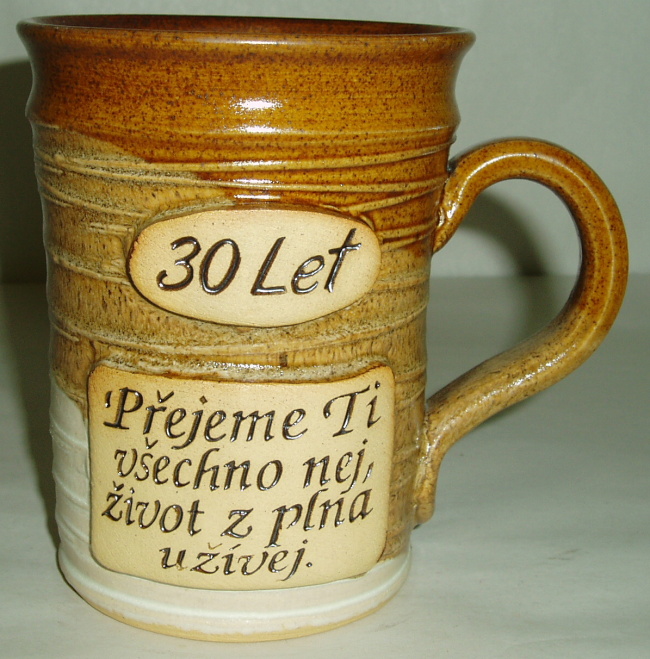 30 Let
Přejeme Ti
všechno nej,
život z plna
užívej.